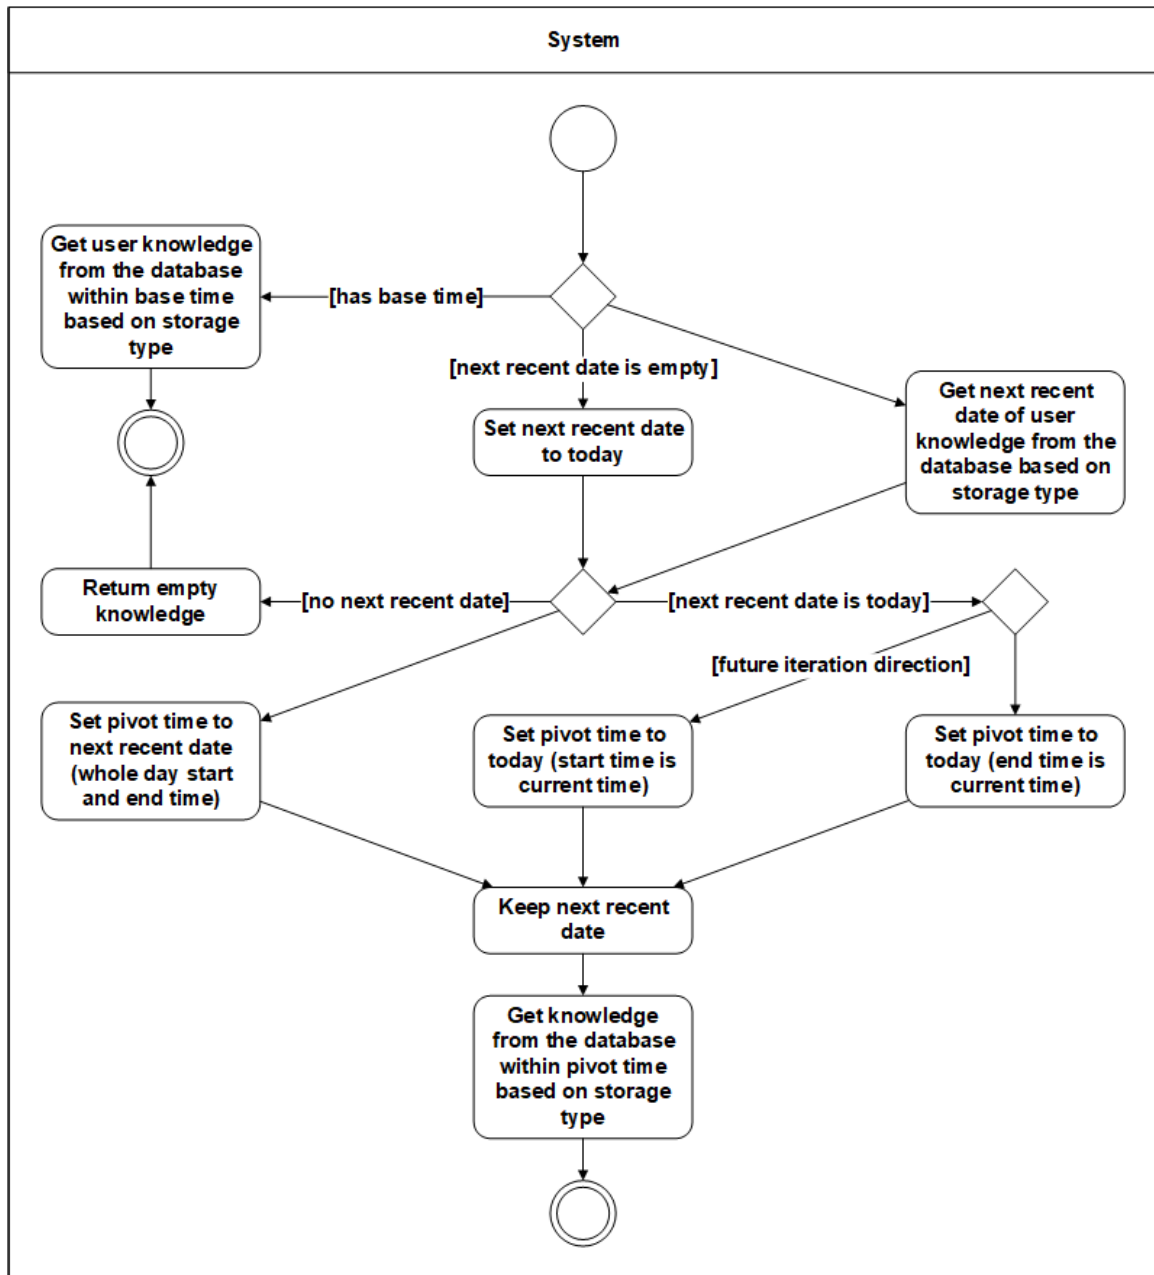 System
Get user knowledge
from the database
within base time
based on storage
type
[has base time]
[next recent date is empty]
Set next recent date
to today
Get next recent
date of user
knowledge from the
database based on
storage type
Return empty
knowledge
[no next recent date]
[next recent date is today]
[future iteration direction]
Set pivot time to
next recent date
(whole day start
and end time)
Set pivot time to
today (start time is
current time)
Set pivot time to
today (end time is
current time)
Keep next recent
date
Get knowledge
from the database
within pivot time
based on storage
type